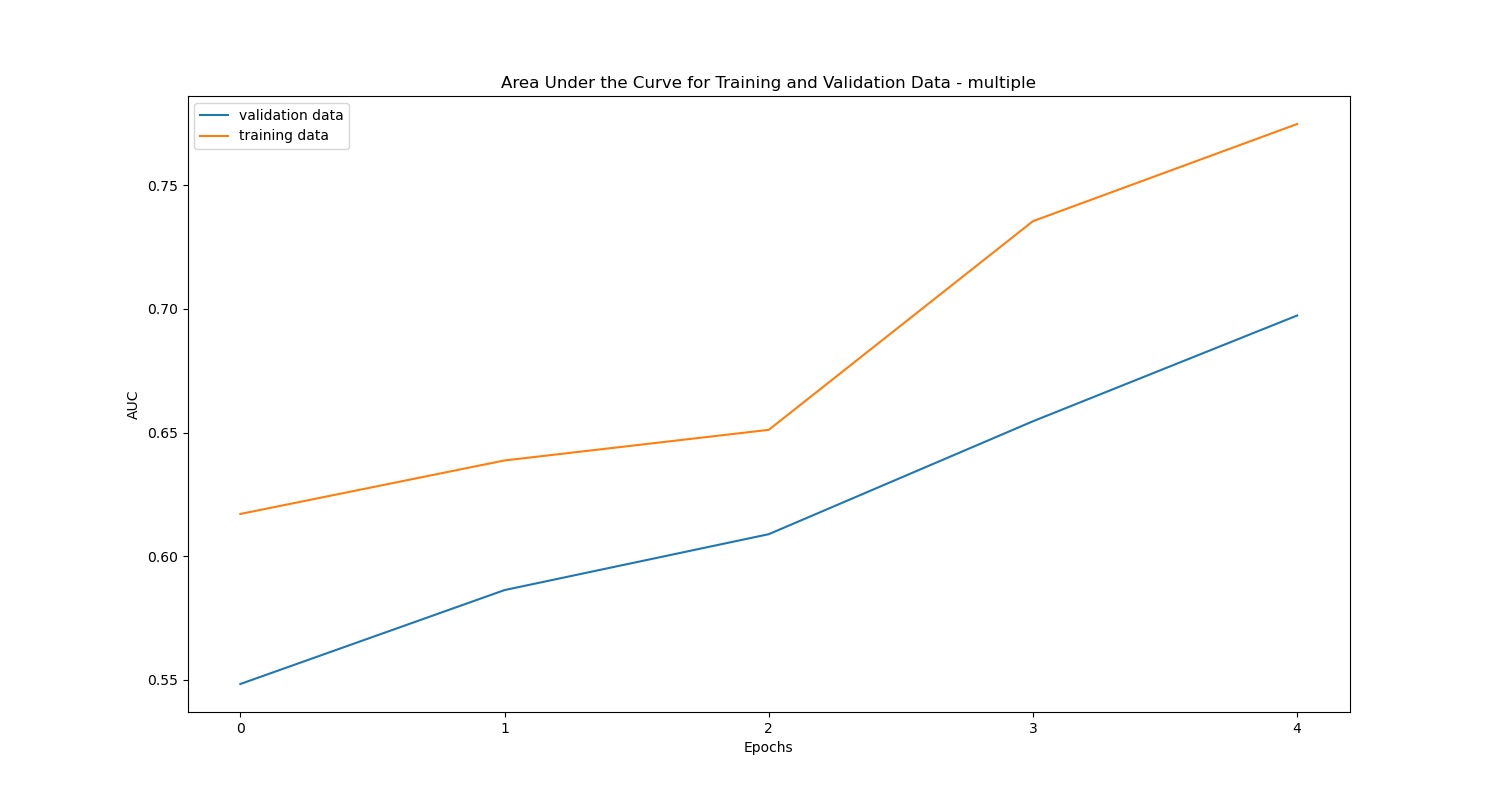 Area Under the Curve for Training and Validation Data - multiple
validation data
training data
0.75
0.70
0.65
0.60
0.55
AUC
0 1 2 3 4
Epochs